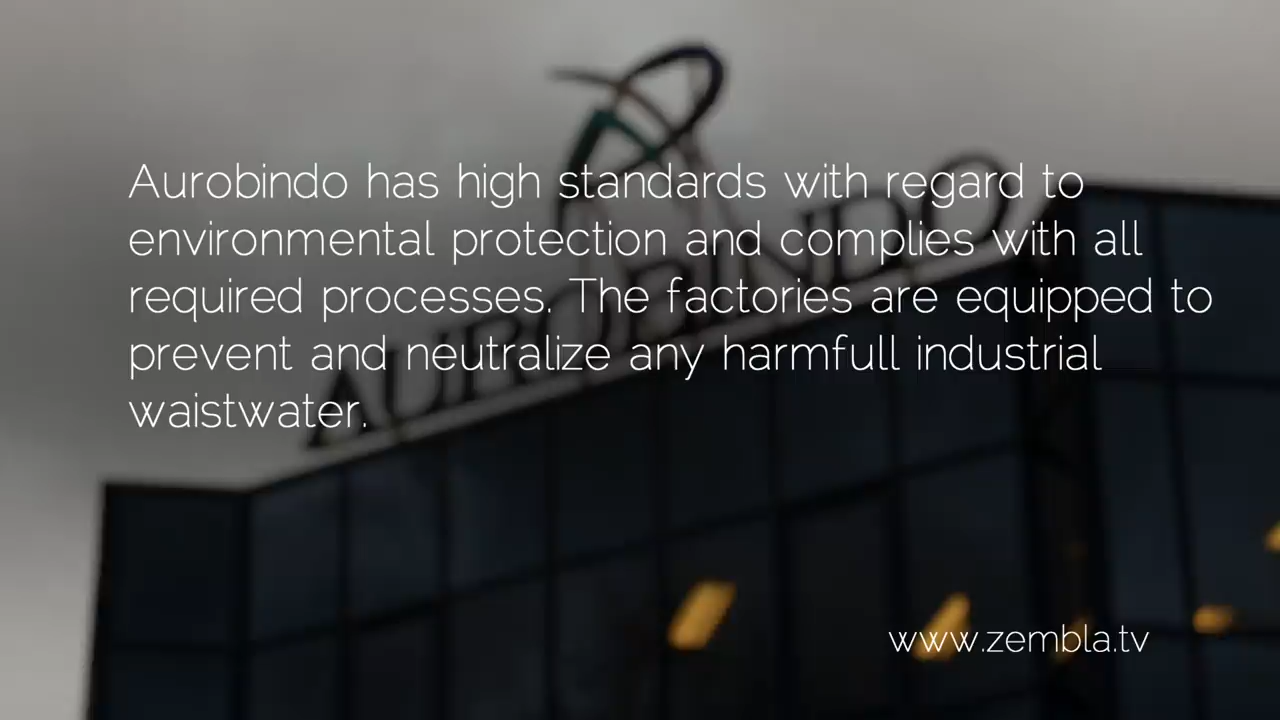 AUROBINDO
Aurobindo has high standards with regard to
environmental protection and complies with all
required processes. The factories are equipped to
prevent and neutralize any harmfull industrial
waistwater.
www.zembla.tv